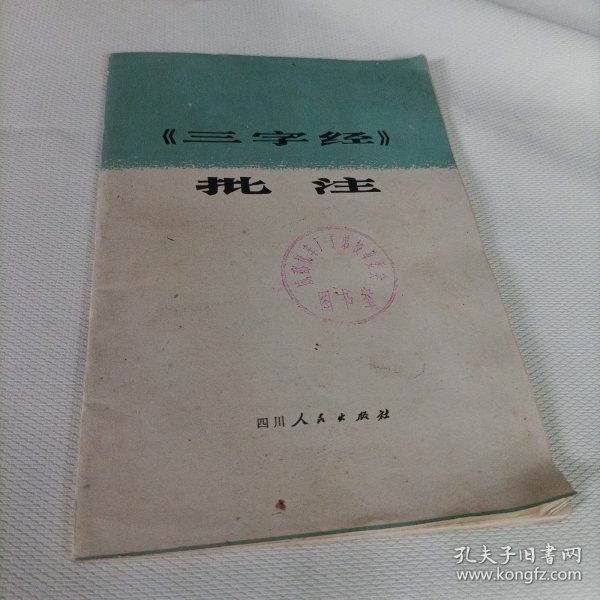 《三字经》
批注
图书室
四川人民出版社
孔夫子旧书网
www.kongfz.com